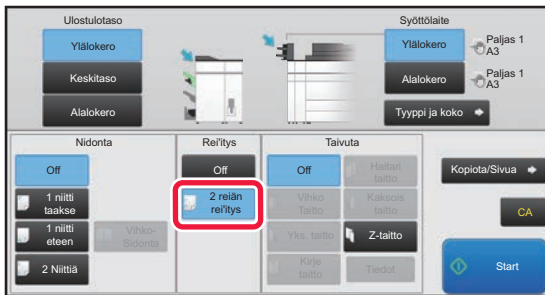 Ulostulotaso
Syöttölaite
Ylälokero
Keskitaso
Alalokero
Ylälokero
Paljas 1
A3
Alalokero
Paljas 1
A3
Tyyppi ja koko
Nidonta
Off
1 niitti
taakse
1 niitti
eteen
2 Niittiä
Vihko-
Sidonta
Rei'itys
Off
2 reiän
rei'itys
Taivuta
Off
Haitari
taitto
Vihko
Taitto
Kaksois
taitto
Yks. taitto
Z-taitto
Kirje
taitto
Tiedot
Kopiota/Sivua
CA
Start